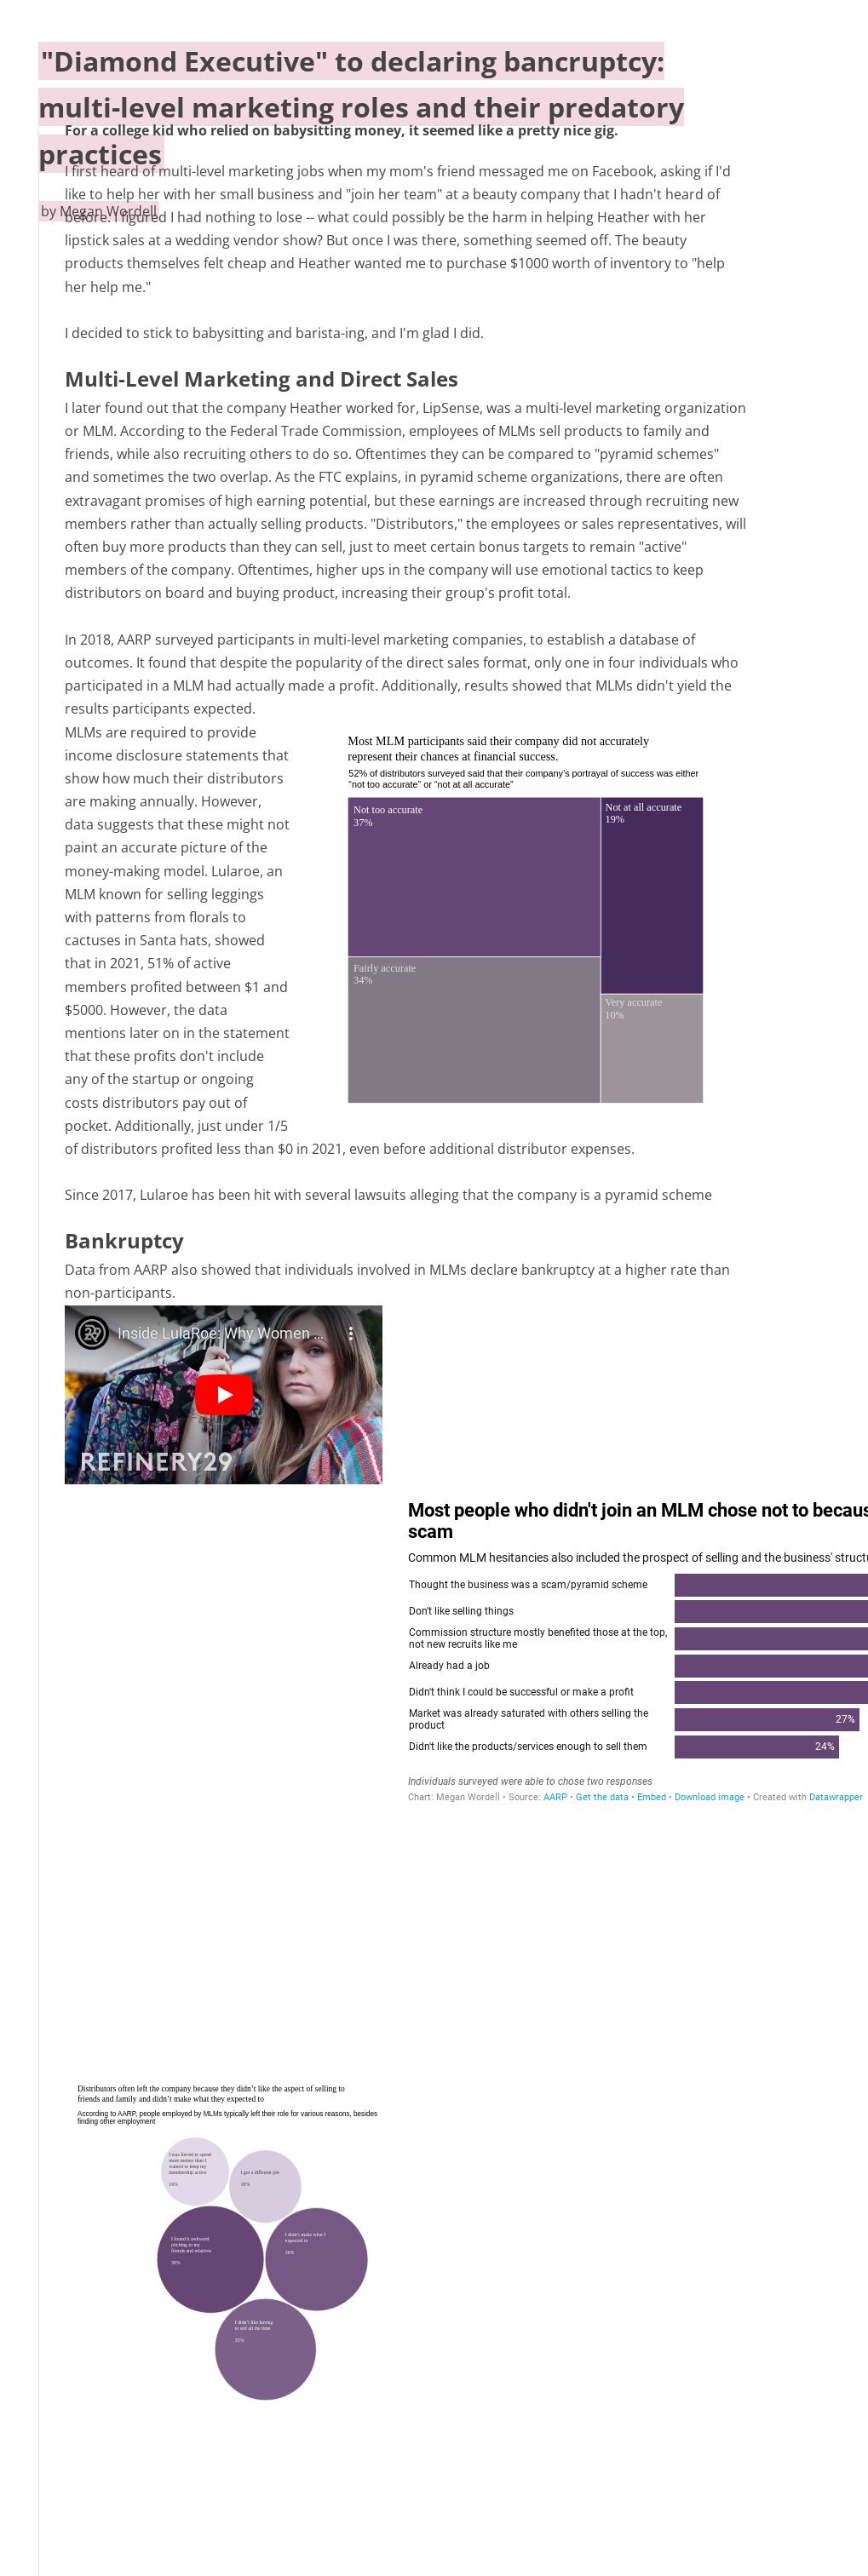 "Diamond Executive" to declaring bancruptcy:
multi-level marketing roles and their predatory
practices
by Megan Wordell
For a college kid who relied on babysitting money, it seemed like a pretty nice gig.
I first heard of multi-level marketing jobs when my mom's friend messaged me on Facebook, asking if I'd
like to help her with her small business and "join her team" at a beauty company that I hadn't heard of
before. I figured I had nothing to lose -- what could possibly be the harm in helping Heather with her
lipstick sales at a wedding vendor show? But once I was there, something seemed off. The beauty
products themselves felt cheap and Heather wanted me to purchase $1000 worth of inventory to "help
her help me."
I decided to stick to babysitting and barista-ing, and I'm glad I did.
Multi-Level Marketing and Direct Sales
I later found out that the company Heather worked for, LipSense, was a multi-level marketing organization
or MLM. According to the Federal Trade Commission, employees of MLMs sell products to family and
friends, while also recruiting others to do so. Oftentimes they can be compared to "pyramid schemes"
and sometimes the two overlap. As the FTC explains, in pyramid scheme organizations, there are often
extravagant promises of high earning potential, but these earnings are increased through recruiting new
members rather than actually selling products. "Distributors," the employees or sales representatives, will
often buy more products than they can sell, just to meet certain bonus targets to remain "active"
members of the company. Oftentimes, higher ups in the company will use emotional tactics to keep
distributors on board and buying product, increasing their group's profit total.
In 2018, AARP surveyed participants in multi-level marketing companies, to establish a database of
outcomes. It found that despite the popularity of the direct sales format, only one in four individuals who
participated in a MLM had actually made a profit. Additionally, results showed that MLMs didn't yield the
results participants expected.
MLMs are required to provide
income disclosure statements that
show how much their distributors
are making annually. However,
data suggests that these might not
paint an accurate picture of the
money-making model. Lularoe, an
MLM known for selling leggings
with patterns from florals to
cactuses in Santa hats, showed
that in 2021, 51% of active
members profited between $1 and
$5000. However, the data
mentions later on in the statement
that these profits don't include
any of the startup or ongoing
costs distributors pay out of
pocket. Additionally, just under 1/5
of distributors profited less than $0 in 2021, even before additional distributor expenses.
Most MLM participants said their company did not accurately
represent their chances at financial success.
52% of distributors surveyed said that their company's portrayal of success was either
"not too accurate" or "not at all accurate"
Not too accurate
37%
Not at all accurate
19%
Fairly accurate
34%
Very accurate
10%
Since 2017, Lularoe has been hit with several lawsuits alleging that the company is a pyramid scheme
Bankruptcy
Data from AARP also showed that individuals involved in MLMs declare bankruptcy at a higher rate than
non-participants.
29
Inside LulaRoe: Why Women ...
REFINERY29
Most people who didn't join an MLM chose not to becaus
scam
Common MLM hesitancies also included the prospect of selling and the business' structu
Thought the business was a scam/pyramid scheme
Don't like selling things
Commission structure mostly benefited those at the top,
not new recruits like me
Already had a job
Didn't think I could be successful or make a profit
Market was already saturated with others selling the
product
27%
Didn't like the products/services enough to sell them
24%
Individuals surveyed were able to chose two responses
Chart: Megan Wordell • Source: AARP • Get the data • Embed • Download image • Created with Datawrapper
Distributors often left the company because they didn't like the aspect of selling to
friends and family and didn't make what they expected to
According to AARP, people employed by MLMs typically left their role for various reasons, besides
finding other employment
I was forced to spend
more money than I
wanted to keep my
membership active
I got a different job
I found it awkward
pitching to my
friends and relatives
I didn't make what I
expected to
I didn't like having
to sell all the time